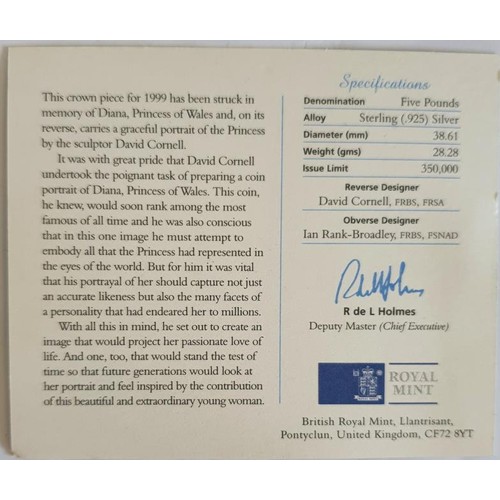 This crown piece for 1999 has been struck in
memory of Diana, Princess of Wales and, on its
reverse, carries a graceful portrait of the Princess
by the sculptor David Cornell.
It was with great pride that David Cornell
undertook the poignant task of preparing a coin
portrait of Diana, Princess of Wales. This coin,
he knew, would soon rank among the most
famous of all time and he was also conscious
that in this one image he must attempt to
embody all that the Princess had represented in
the eyes of the world. But for him it was vital
that his portrayal of her should capture not just
an accurate likeness but also the many facets of
a personality that had endeared her to millions.
With all this in mind, he set out to create an
image that would project her passionate love of
life. And one, too, that would stand the test of
time so that future generations would look at
her portrait and feel inspired by the contribution
of this beautiful and extraordinary young woman.
Specifications
Denomination Five Pounds
Alloy Sterling (.925) Silver
Diameter (mm) 38.61
Weight (gms) 28.28
Issue Limit 350,000
Reverse Designer
David Cornell, FRBS, FRSA
Obverse Designer
Ian Rank-Broadley, FRBS, FSNAD
R de L Holmes
R de L Holmes
Deputy Master (Chief Executive)
ROYAL
MINT
British Royal Mint, Llantrisant,
Pontyclun, United Kingdom, CF72 8YT